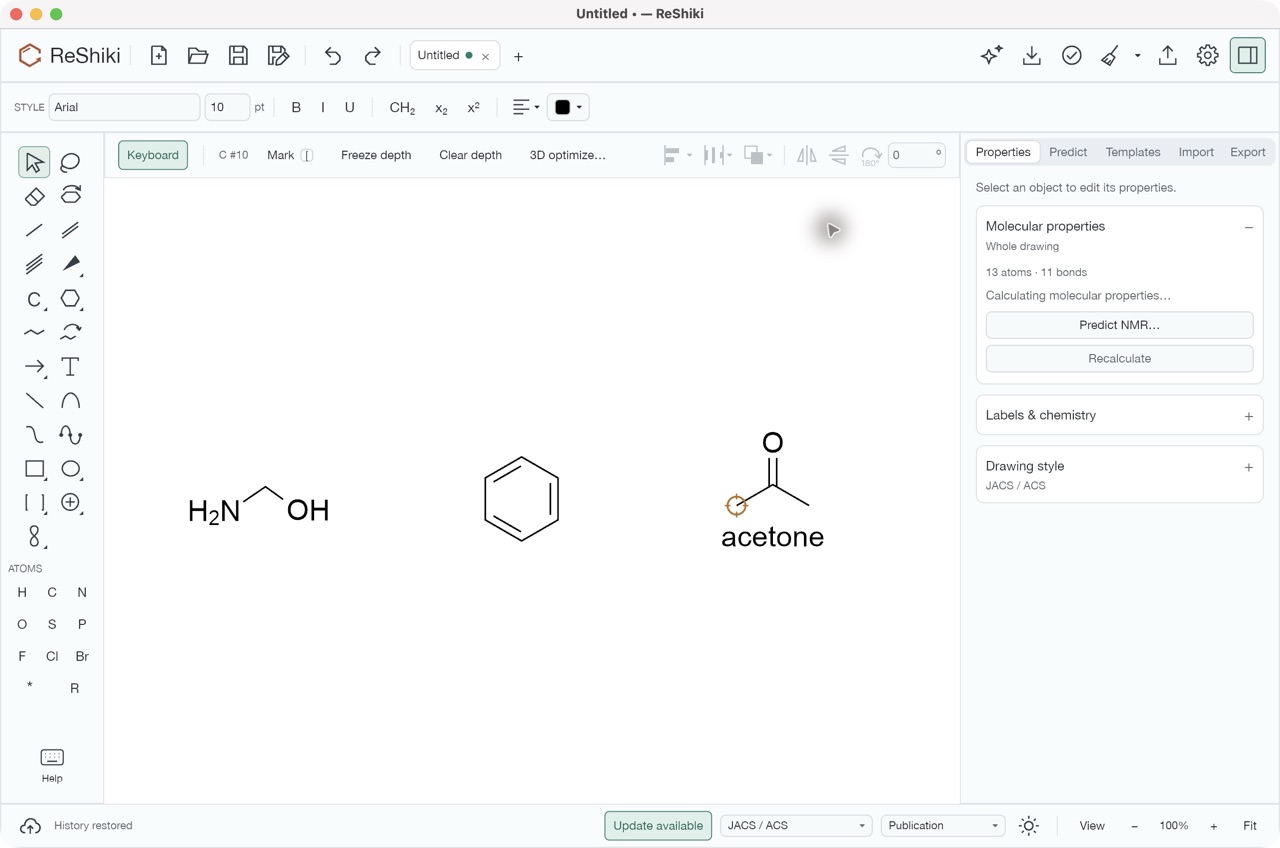 Untitled • — ReShiki
ReShiki
Untitled
STYLE Arial 10 pt B I U CH₂ x₂ x²
Keyboard C #10 Mark [ Freeze depth Clear depth 3D optimize... 180° 0 °
Properties Predict Templates Import Export
Select an object to edit its properties.
Molecular properties
Whole drawing
13 atoms · 11 bonds
Calculating molecular properties...
Predict NMR...
Recalculate
Labels & chemistry
Drawing style
JACS / ACS
C
T
[ ]
ATOMS
H C N
O S P
F Cl Br
* R
Help
H₂N OH
O
acetone
History restored
Update available JACS / ACS Publication View − 100% + Fit